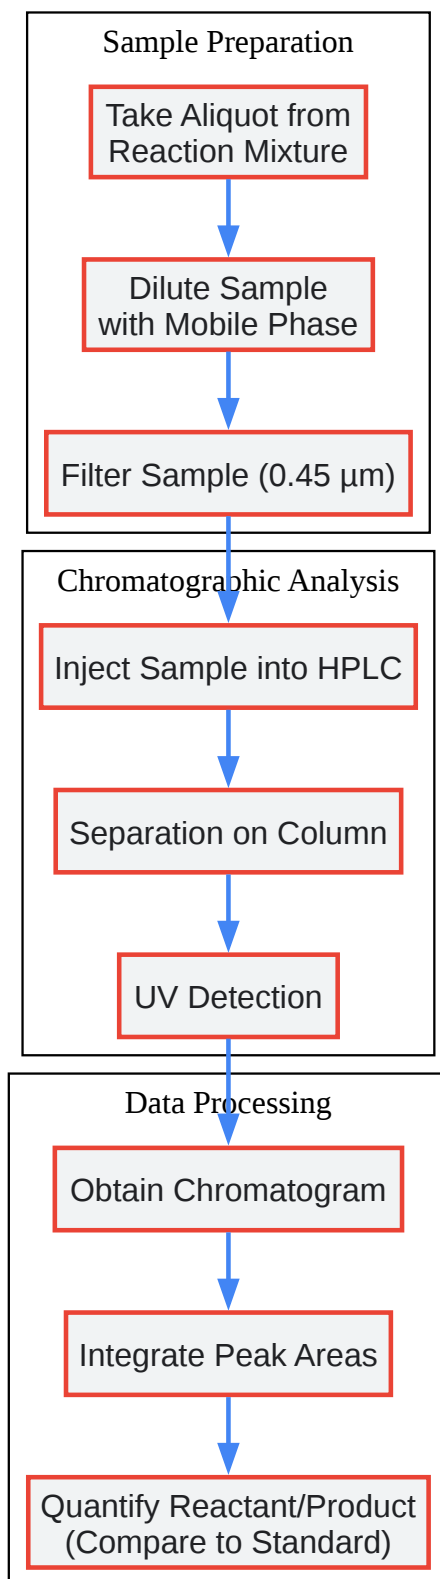 Sample Preparation
Take Aliquot from
Reaction Mixture
Dilute Sample
with Mobile Phase
Filter Sample (0.45 µm)
Chromatographic Analysis
Inject Sample into HPLC
Separation on Column
UV Detection
Data Processing
Obtain Chromatogram
Integrate Peak Areas
Quantify Reactant/Product
(Compare to Standard)